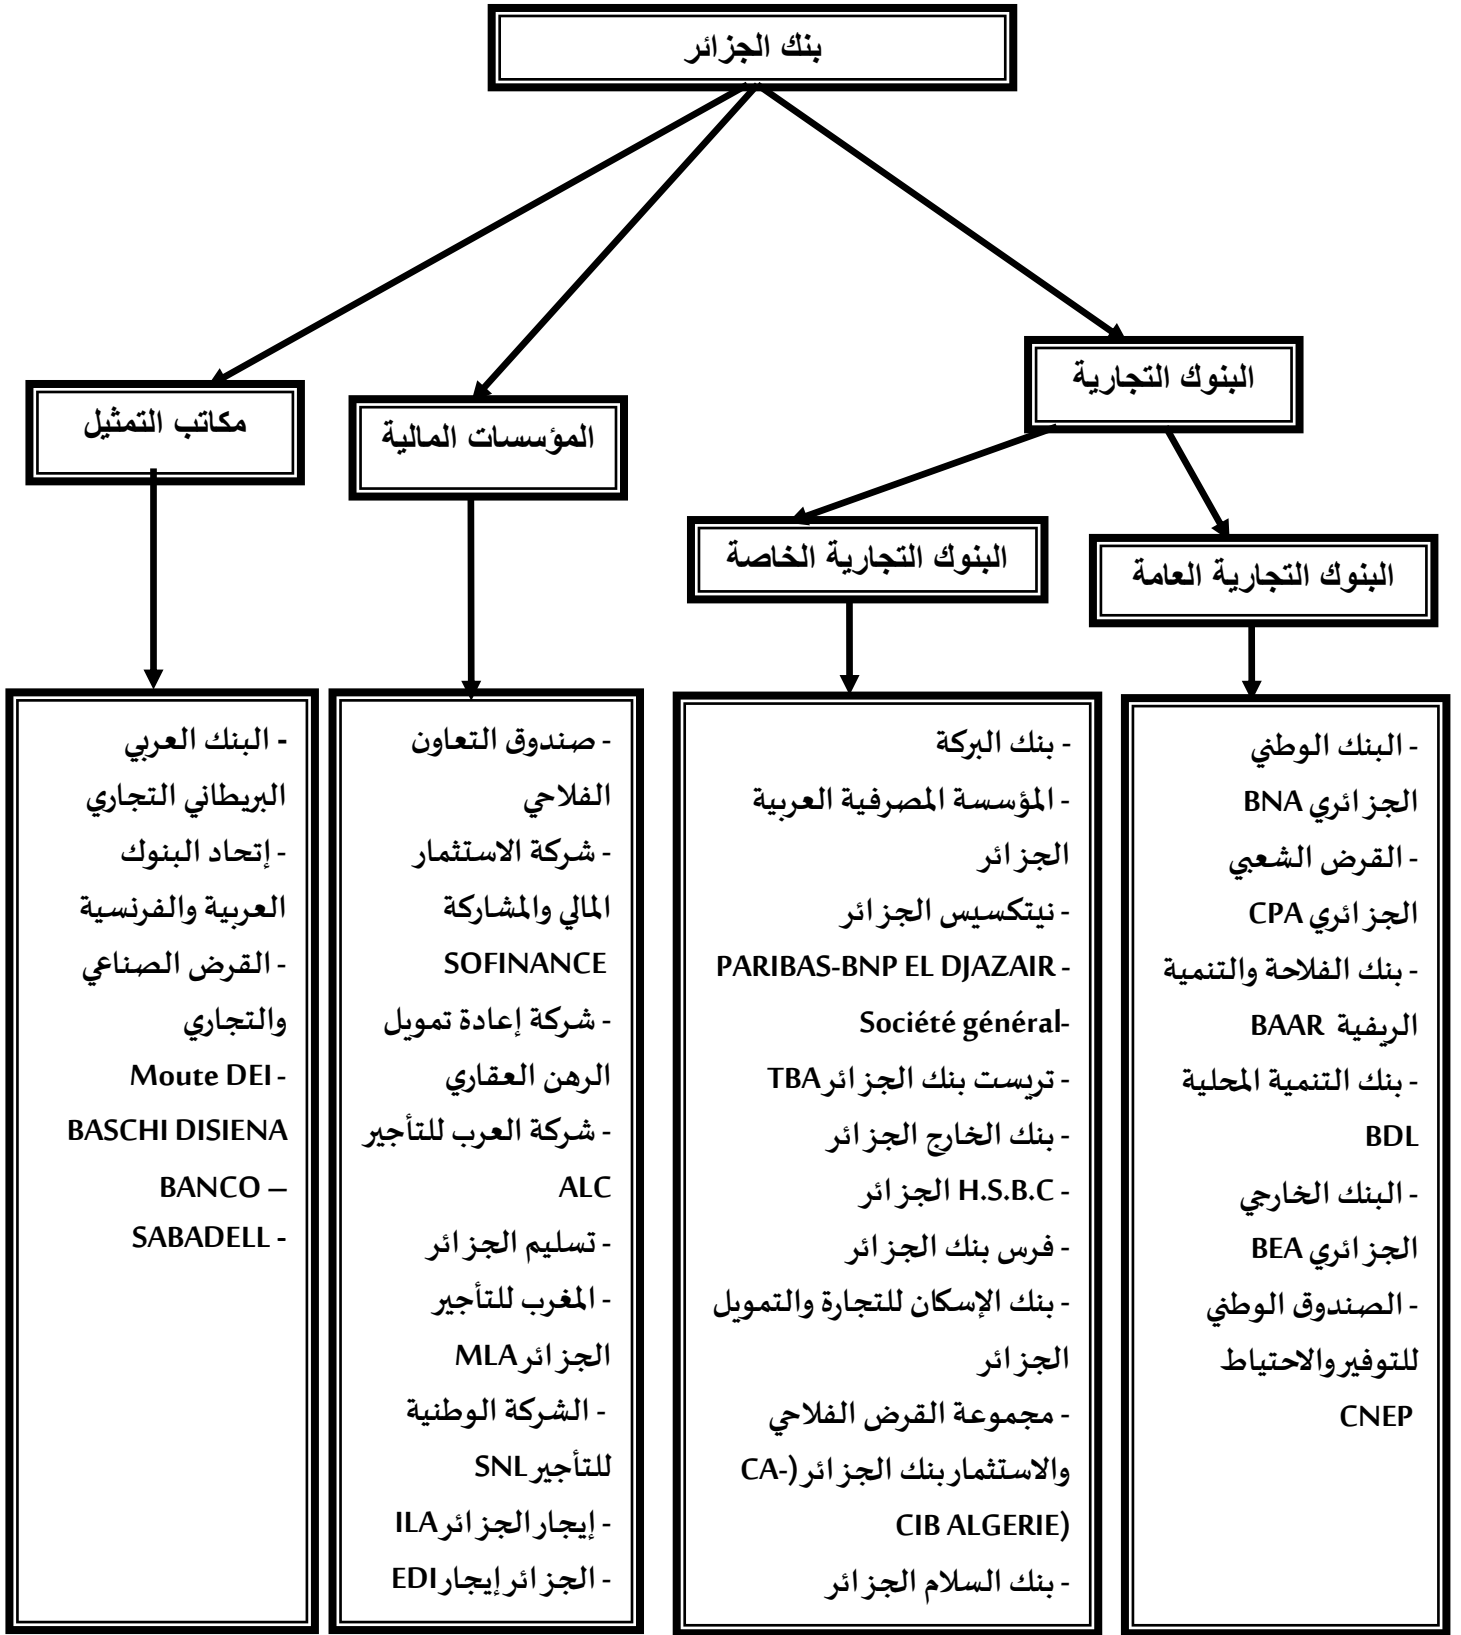 بنك الجزائر
البنوك التجارية
مكاتب التمثيل
المؤسسات المالية
البنوك التجارية الخاصة
البنوك التجارية العامة
- البنك الوطني
الجزائري BNA
- القرض الشعبي
الجزائري CPA
- بنك الفلاحة والتنمية
الريفية BAAR
- بنك التنمية المحلية
BDL
- البنك الخارجي
الجزائري BEA
- الصندوق الوطني
للتوفير والاحتياط
CNEP
- بنك البركة
- المؤسسة المصرفية العربية
الجزائر
- نيتكسيس الجزائر
PARIBAS-BNP EL DJAZAIR -
Société général-
- تريست بنك الجزائر TBA
- بنك الخارج الجزائر
- H.S.B.C الجزائر
- فرس بنك الجزائر
- بنك الإسكان للتجارة والتمويل
الجزائر
- مجموعة القرض الفلاحي
والاستثمار بنك الجزائر (CA-
CIB ALGERIE)
- بنك السلام الجزائر
- صندوق التعاون
الفلاحي
- شركة الاستثمار
المالي والمشاركة
SOFINANCE
- شركة إعادة تمويل
الرهن العقاري
- شركة العرب للتأجير
ALC
- تسليم الجزائر
- المغرب للتأجير
الجزائر MLA
- الشركة الوطنية
للتأجير SNL
- إيجار الجزائر ILA
- الجزائر إيجار EDI
- البنك العربي
البريطاني التجاري
- إتحاد البنوك
العربية والفرنسية
- القرض الصناعي
والتجاري
Moute DEI -
BASCHI DISIENA
BANCO –
SABADELL -